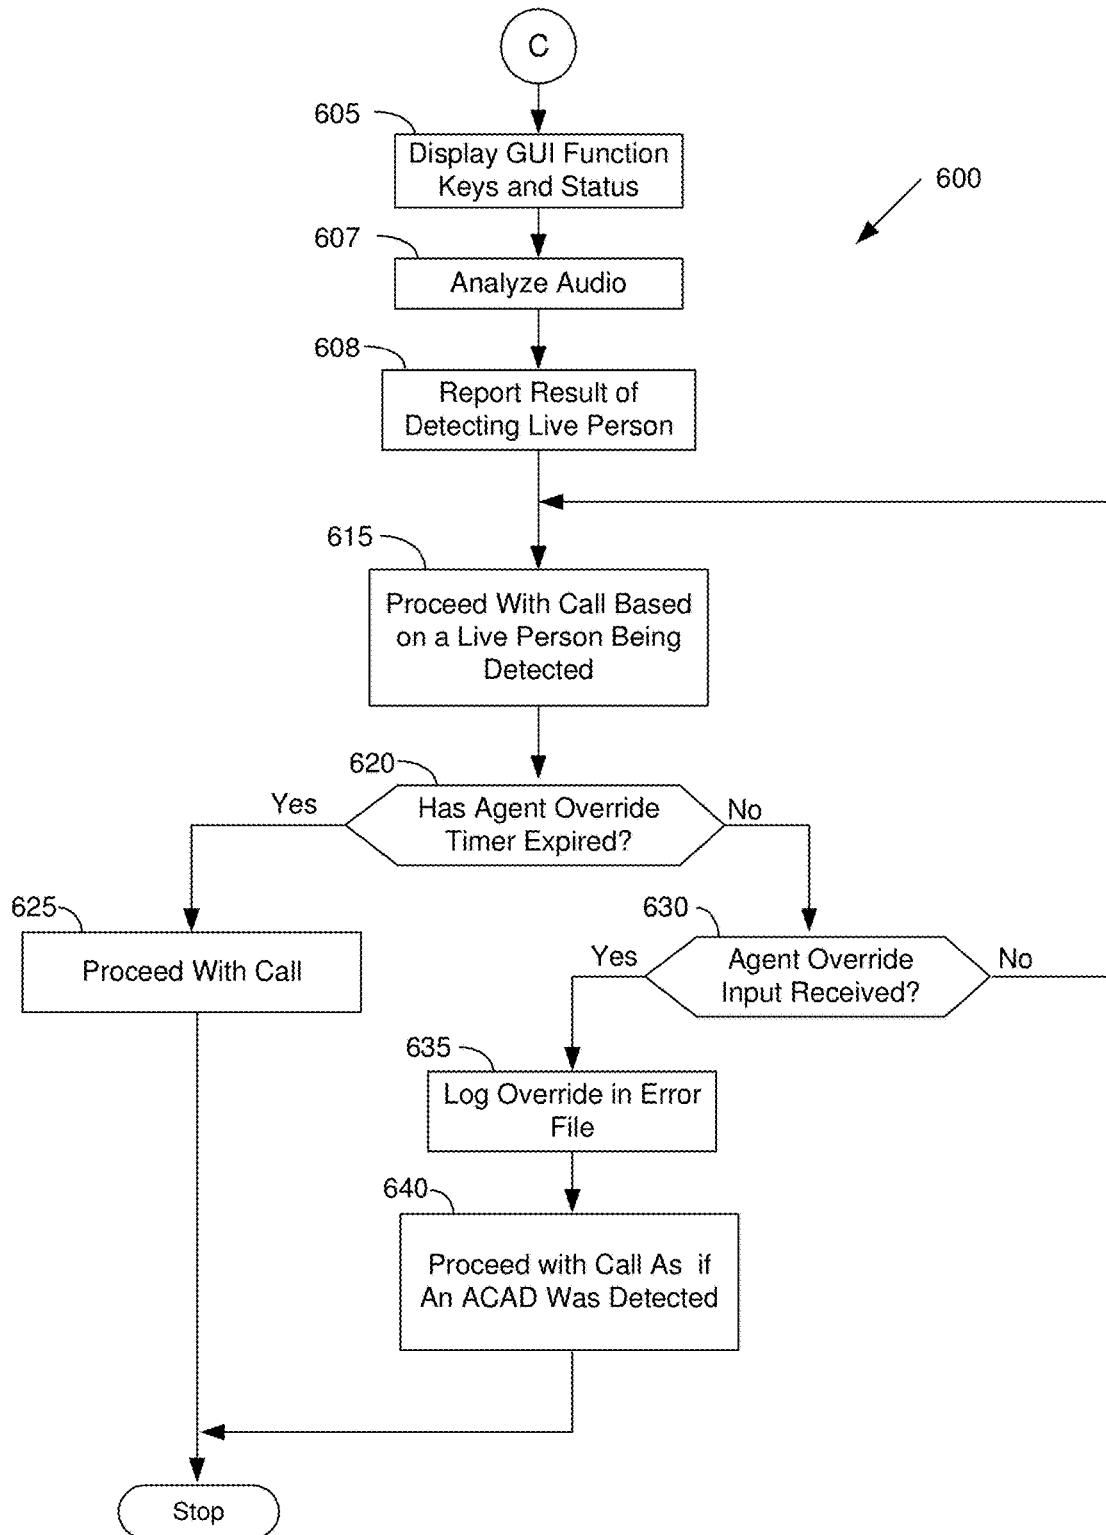 C
605
Display GUI Function
Keys and Status
600
607
Analyze Audio
608
Report Result of
Detecting Live Person
615
Proceed With Call Based
on a Live Person Being
Detected
620
Yes
Has Agent Override
Timer Expired?
No
625
Proceed With Call
630
Yes
Agent Override
Input Received?
No
635
Log Override in Error
File
640
Proceed with Call As if
An ACAD Was Detected
Stop